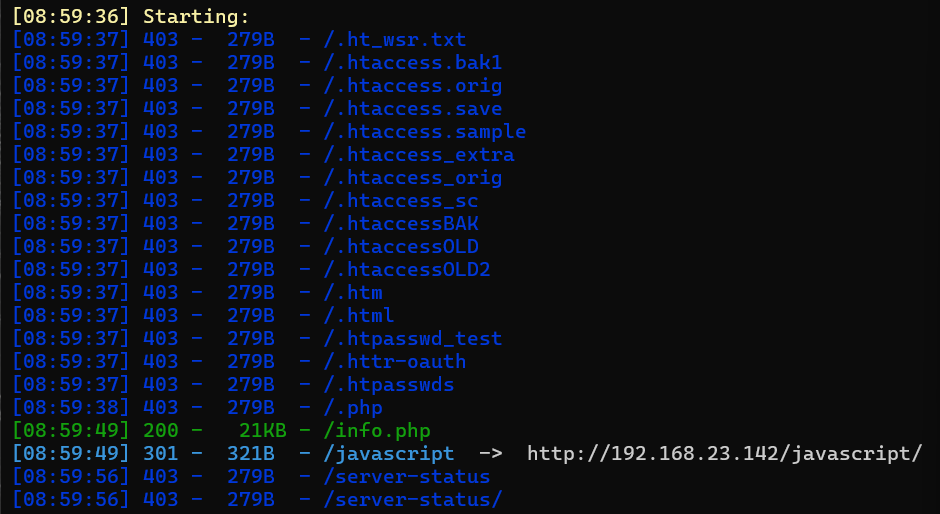 [08:59:36] Starting:
[08:59:37] 403 -  279B  - /.ht_wsr.txt
[08:59:37] 403 -  279B  - /.htaccess.bak1
[08:59:37] 403 -  279B  - /.htaccess.orig
[08:59:37] 403 -  279B  - /.htaccess.save
[08:59:37] 403 -  279B  - /.htaccess.sample
[08:59:37] 403 -  279B  - /.htaccess_extra
[08:59:37] 403 -  279B  - /.htaccess_orig
[08:59:37] 403 -  279B  - /.htaccess_sc
[08:59:37] 403 -  279B  - /.htaccessBAK
[08:59:37] 403 -  279B  - /.htaccessOLD
[08:59:37] 403 -  279B  - /.htaccessOLD2
[08:59:37] 403 -  279B  - /.htm
[08:59:37] 403 -  279B  - /.html
[08:59:37] 403 -  279B  - /.htpasswd_test
[08:59:37] 403 -  279B  - /.httr-oauth
[08:59:37] 403 -  279B  - /.htpasswds
[08:59:38] 403 -  279B  - /.php
[08:59:49] 200 -   21KB - /info.php
[08:59:49] 301 -  321B  - /javascript  ->  http://192.168.23.142/javascript/
[08:59:56] 403 -  279B  - /server-status
[08:59:56] 403 -  279B  - /server-status/